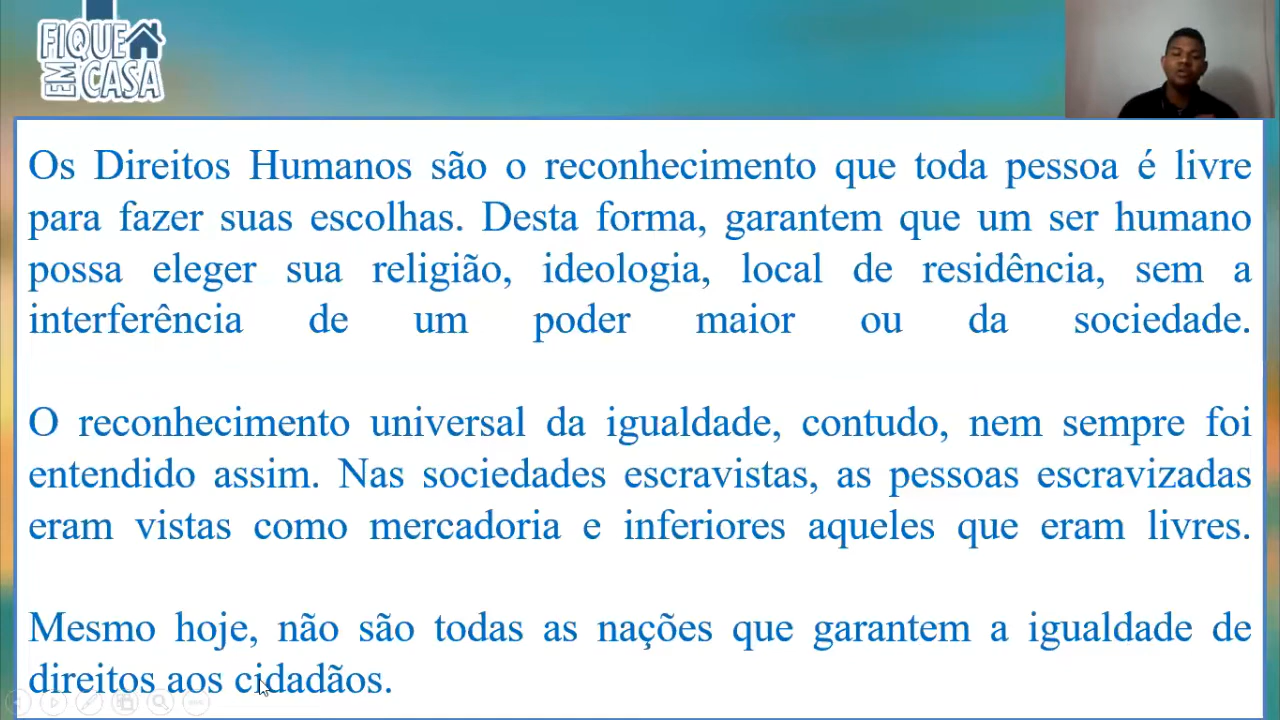 FIQUE
EM CASA
Os Direitos Humanos são o reconhecimento que toda pessoa é livre
para fazer suas escolhas. Desta forma, garantem que um ser humano
possa eleger sua religião, ideologia, local de residência, sem a
interferência de um poder maior ou da sociedade.
O reconhecimento universal da igualdade, contudo, nem sempre foi
entendido assim. Nas sociedades escravistas, as pessoas escravizadas
eram vistas como mercadoria e inferiores aqueles que eram livres.
Mesmo hoje, não são todas as nações que garantem a igualdade de
direitos aos cidadãos.